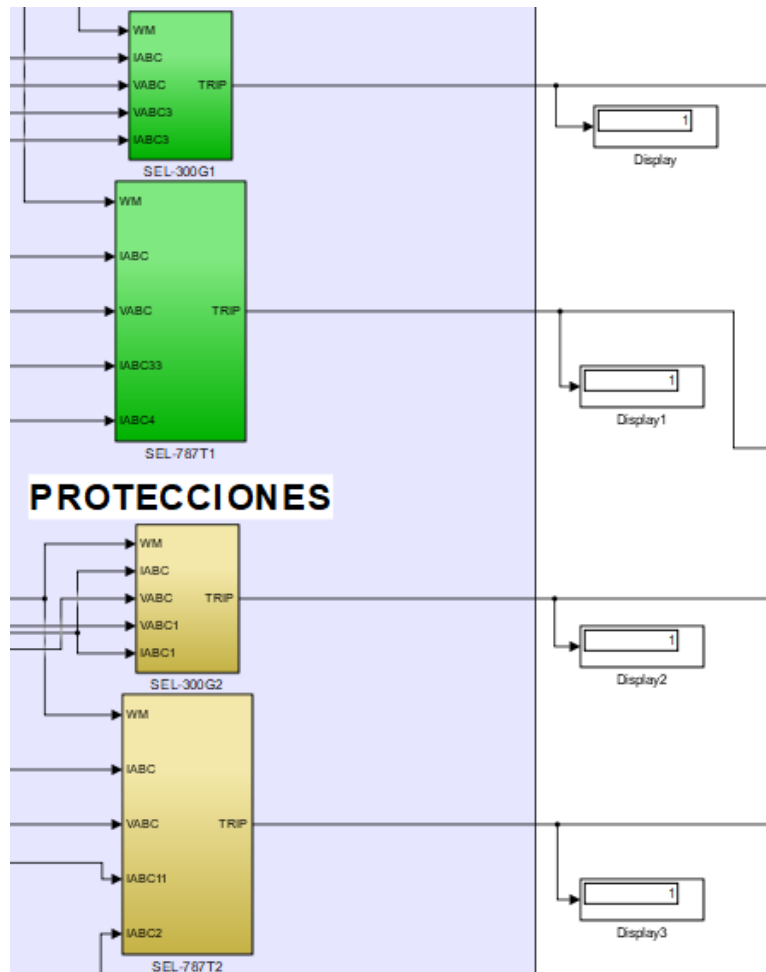 WM
IABC
VABC TRIP
VABC3
IABC3
1
Display
SEL-300G1
WM
IABC
VABC TRIP
IABC33
1
IABC4
Display1
SEL-787T1
PROTECCIONES
WM
IABC
VABC TRIP
VABC1
1
IABC1
Display2
SEL-300G2
WM
IABC
VABC TRIP
IABC11
1
IABC2
Display3
SEL-787T2